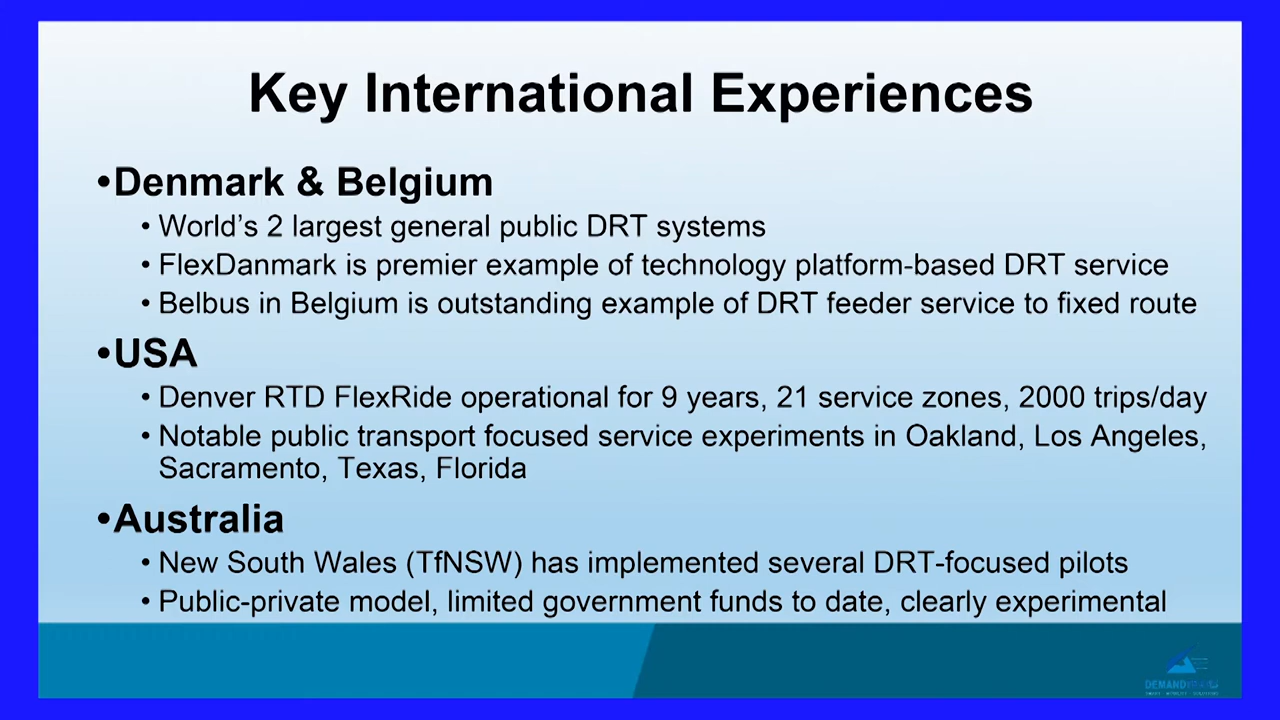 Key International Experiences
•Denmark & Belgium
• World's 2 largest general public DRT systems
• FlexDanmark is premier example of technology platform-based DRT service
• Belbus in Belgium is outstanding example of DRT feeder service to fixed route
•USA
• Denver RTD FlexRide operational for 9 years, 21 service zones, 2000 trips/day
• Notable public transport focused service experiments in Oakland, Los Angeles,
Sacramento, Texas, Florida
•Australia
• New South Wales (TfNSW) has implemented several DRT-focused pilots
• Public-private model, limited government funds to date, clearly experimental